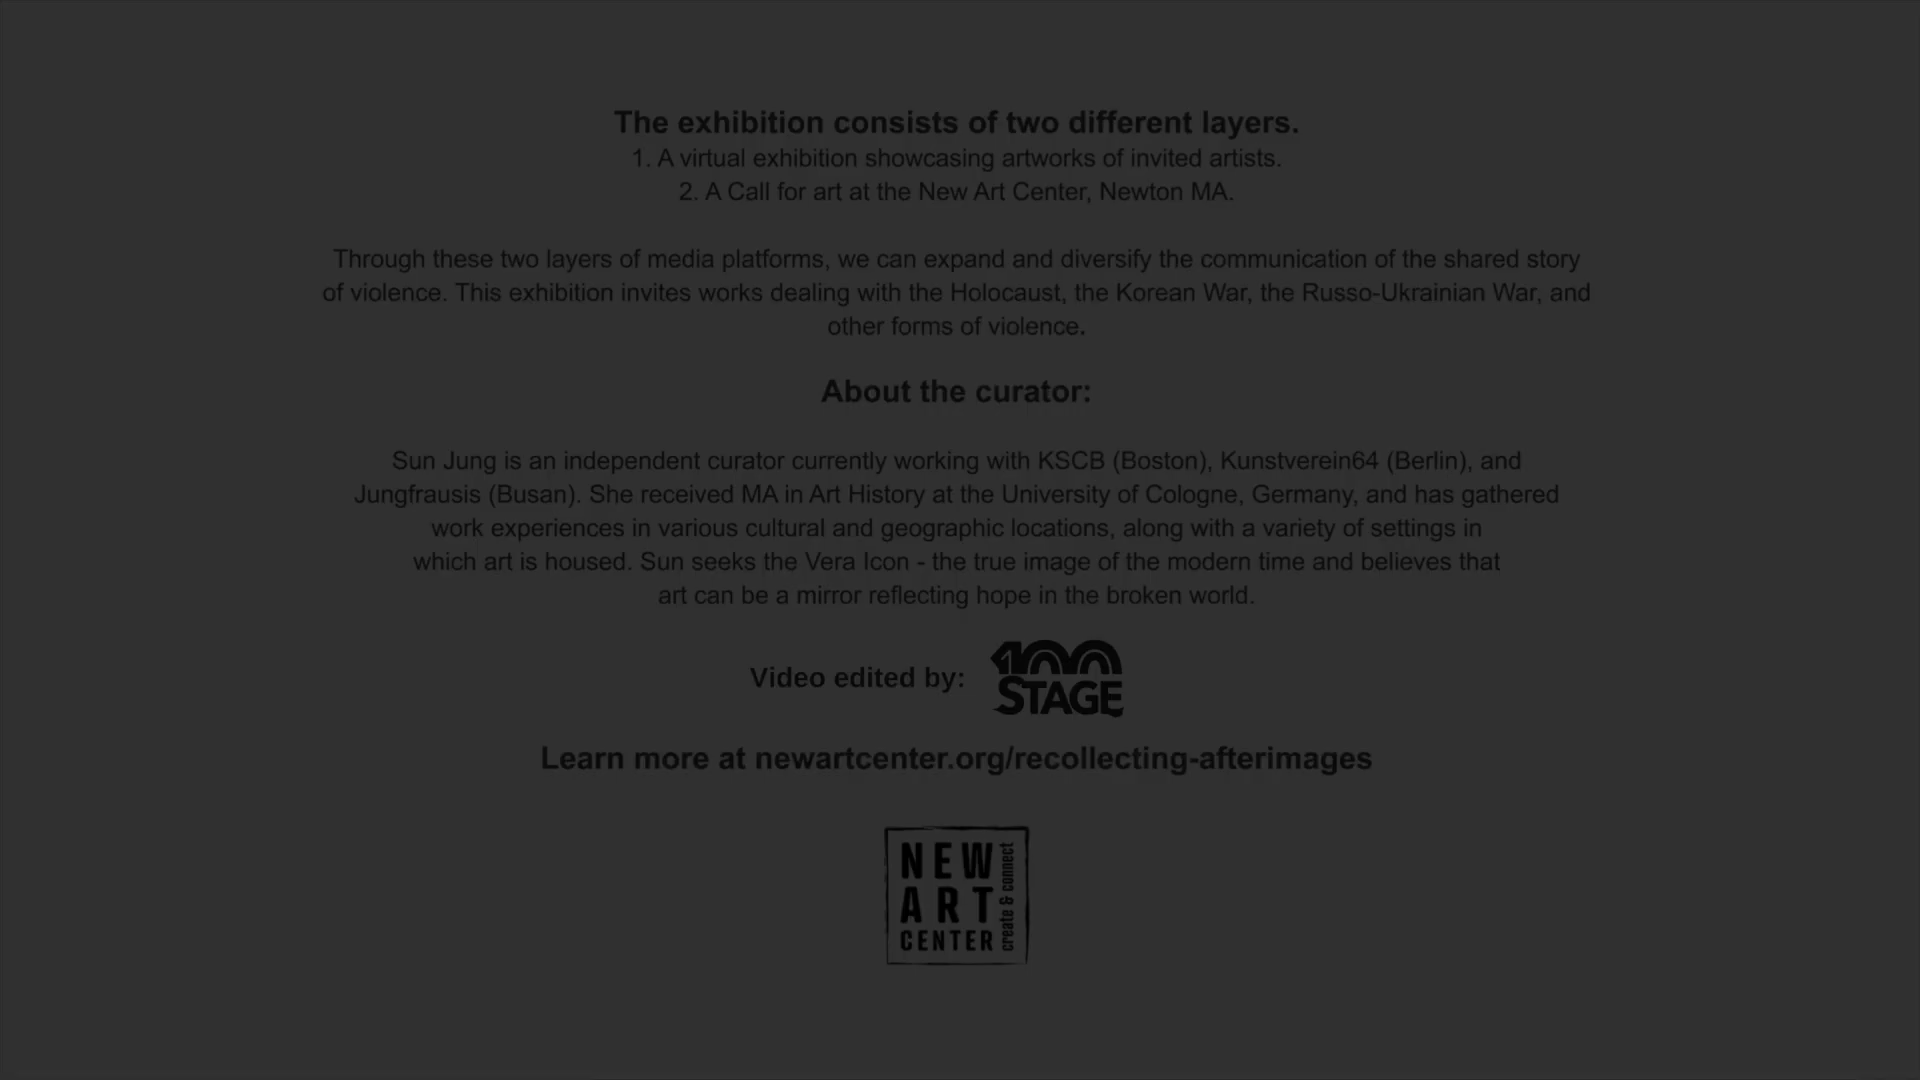 The exhibition consists of two different layers.
1. A virtual exhibition showcasing artworks of invited artists.
2. A Call for art at the New Art Center, Newton MA.
Through these two layers of media platforms, we can expand and diversify the communication of the shared story
of violence. This exhibition invites works dealing with the Holocaust, the Korean War, the Russo-Ukrainian War, and
other forms of violence.
About the curator:
Sun Jung is an independent curator currently working with KSCB (Boston), Kunstverein64 (Berlin), and
Jungfrausis (Busan). She received MA in Art History at the University of Cologne, Germany, and has gathered
work experiences in various cultural and geographic locations, along with a variety of settings in
which art is housed. Sun seeks the Vera Icon - the true image of the modern time and believes that
art can be a mirror reflecting hope in the broken world.
Video edited by:
100
STAGE
Learn more at newartcenter.org/recollecting-afterimages
NEW
ART
CENTER
create & connect